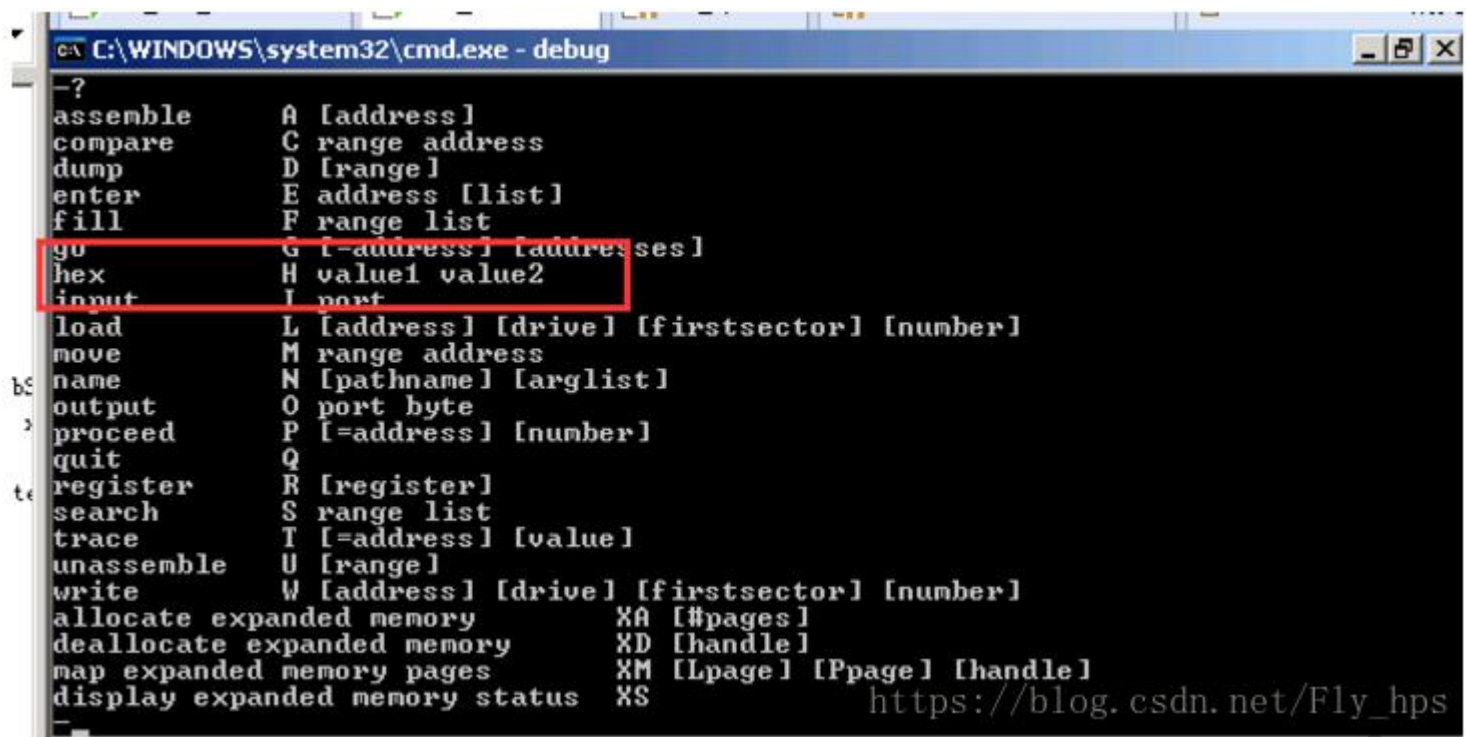 C:\WINDOWS\system32\cmd.exe - debug
-?
assemble A [address]
compare C range address
dump D [range]
enter E address [list]
fill F range list
go G [=address] [addresses]
hex H value1 value2
input I port
load L [address] [drive] [firstsector] [number]
move M range address
name N [pathname] [arglist]
output O port byte
proceed P [=address] [number]
quit Q
register R [register]
search S range list
trace T [=address] [value]
unassemble U [range]
write W [address] [drive] [firstsector] [number]
allocate expanded memory XA [#pages]
deallocate expanded memory XD [handle]
map expanded memory pages XM [Lpage] [Ppage] [handle]
display expanded memory status XS
https://blog.csdn.net/Fly_hps
-